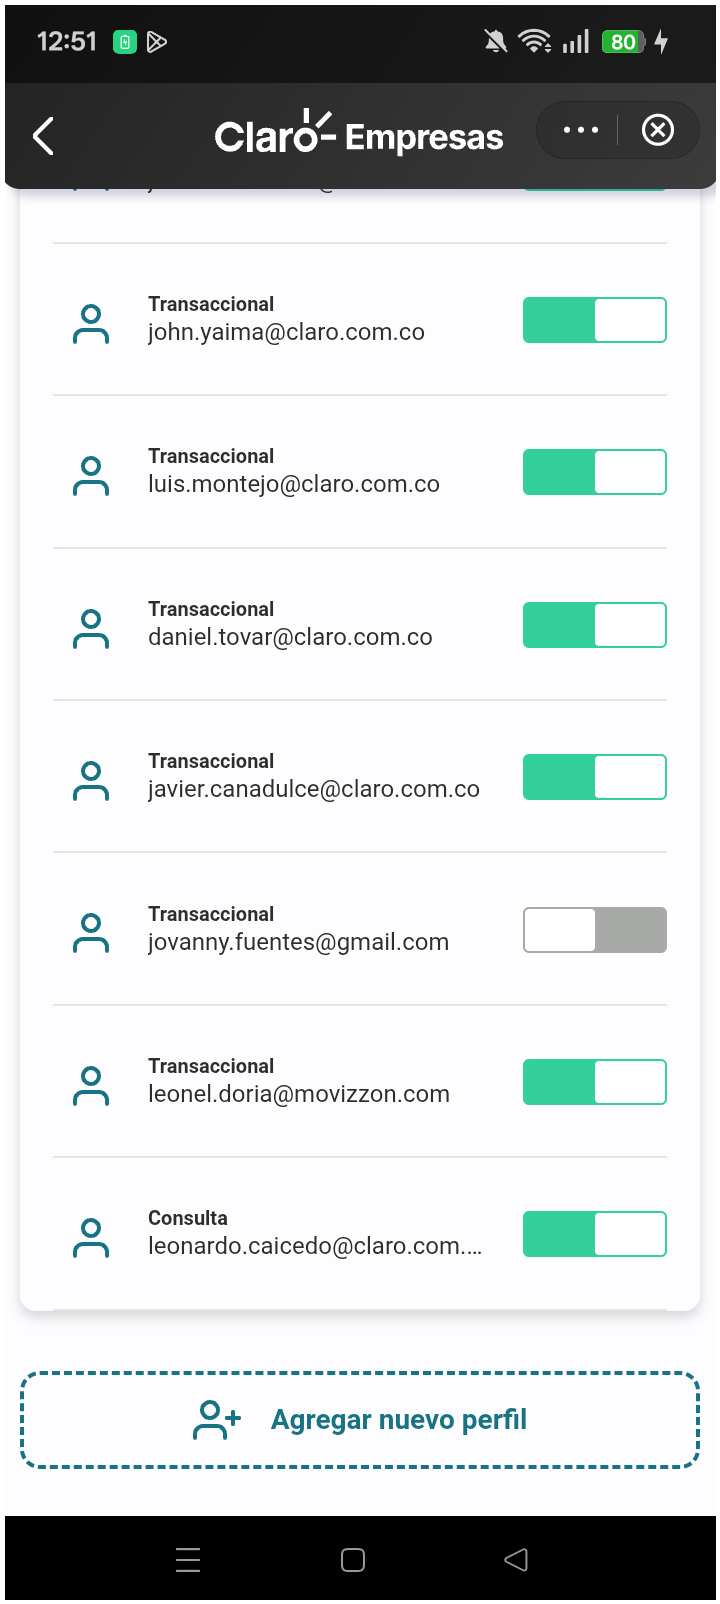 12:51
80
Claro Empresas
Transaccional
john.yaima@claro.com.co
Transaccional
luis.montejo@claro.com.co
Transaccional
daniel.tovar@claro.com.co
Transaccional
javier.canadulce@claro.com.co
Transaccional
jovanny.fuentes@gmail.com
Transaccional
leonel.doria@movizzon.com
Consulta
leonardo.caicedo@claro.com....
Agregar nuevo perfil